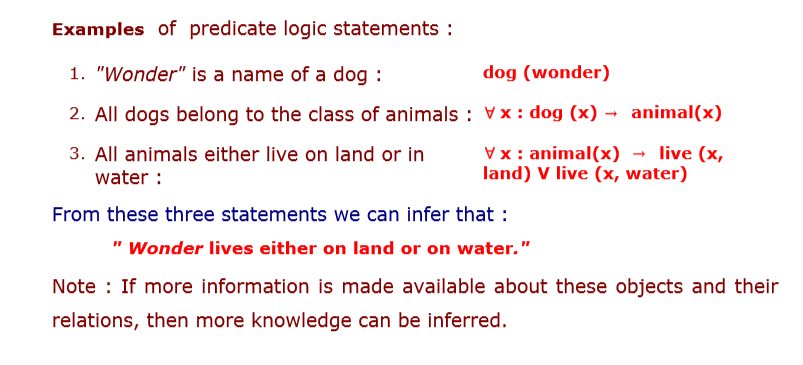 Examples of predicate logic statements :
1. "Wonder" is a name of a dog : dog (wonder)
2. All dogs belong to the class of animals : ∀ x : dog (x) → animal(x)
3. All animals either live on land or in ∀ x : animal(x) → live (x,
water : land) V live (x, water)
From these three statements we can infer that :
" Wonder lives either on land or on water."
Note : If more information is made available about these objects and their
relations, then more knowledge can be inferred.